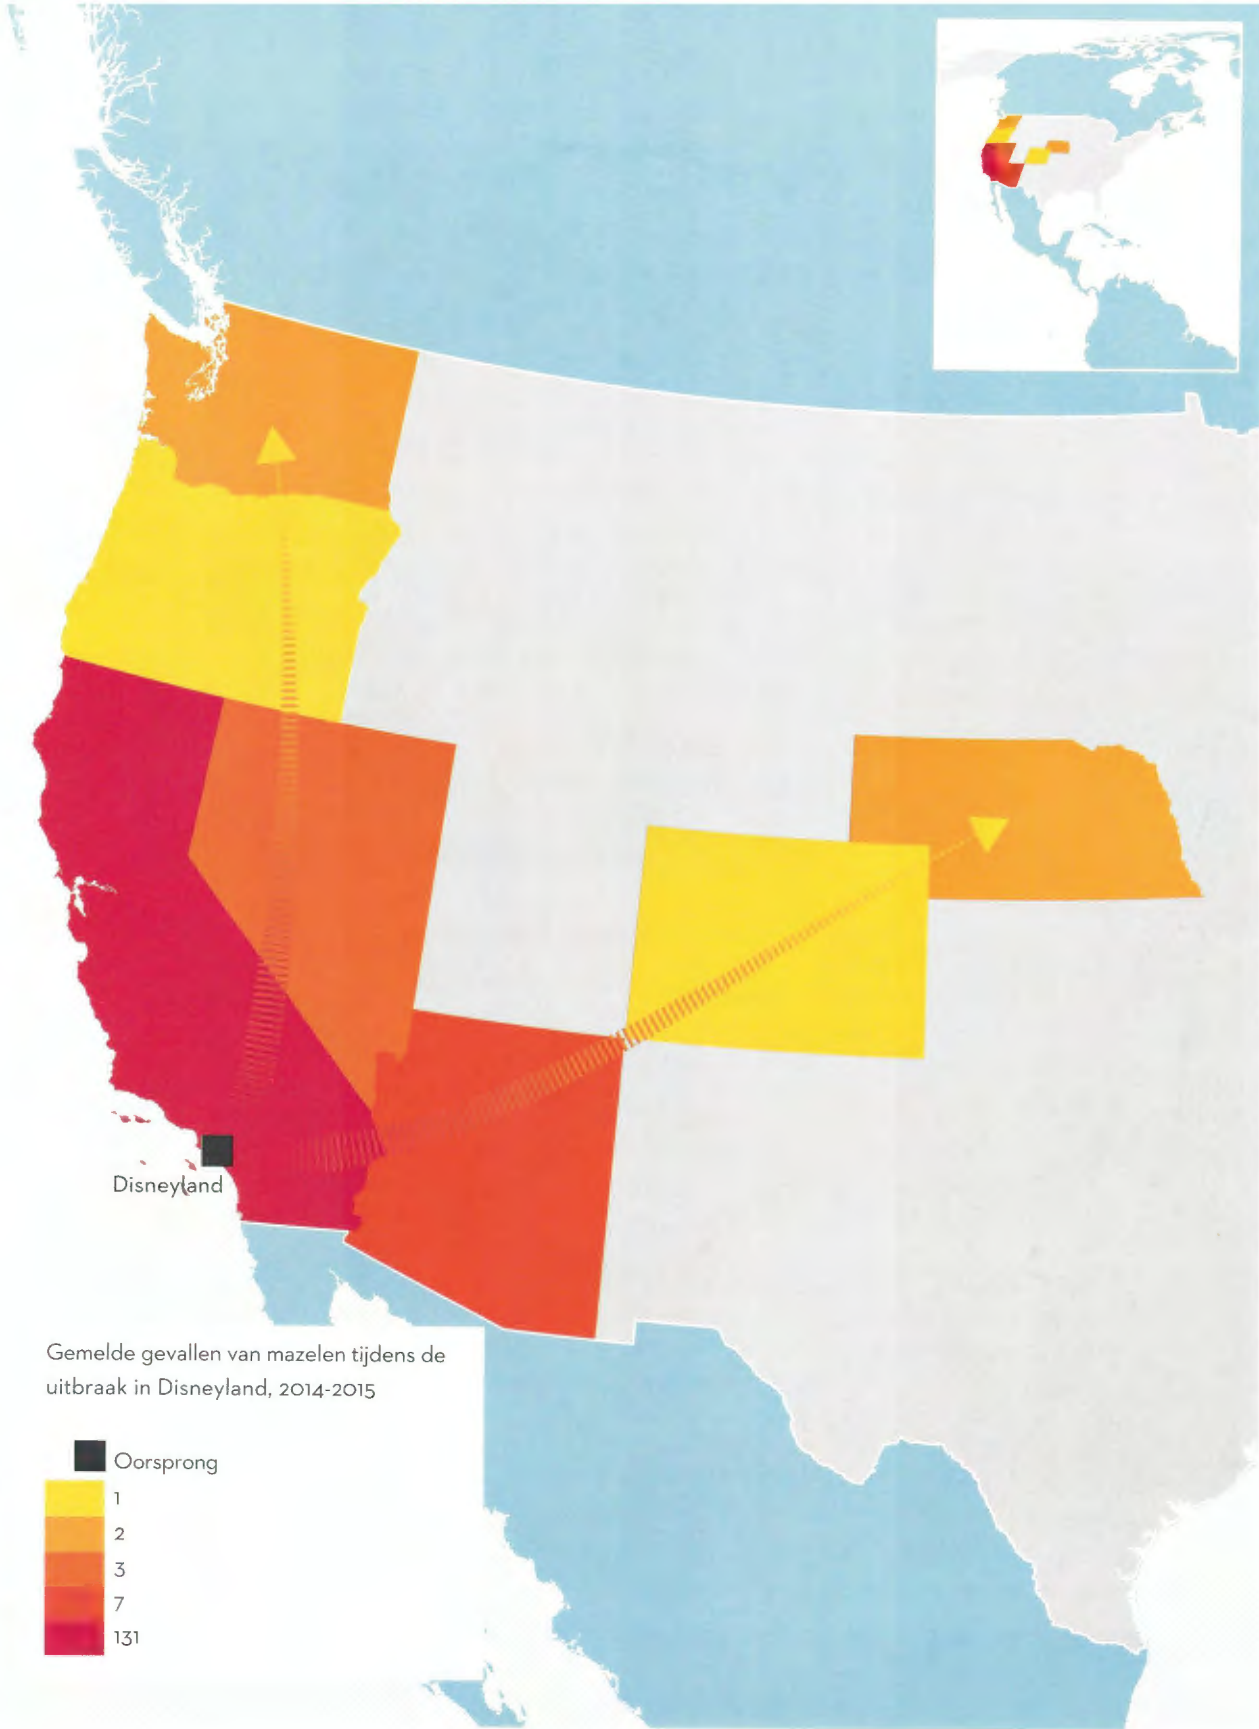 Disneyland
Gemelde gevallen van mazelen tijdens de
uitbraak in Disneyland, 2014-2015
Oorsprong
1
2
3
7
131